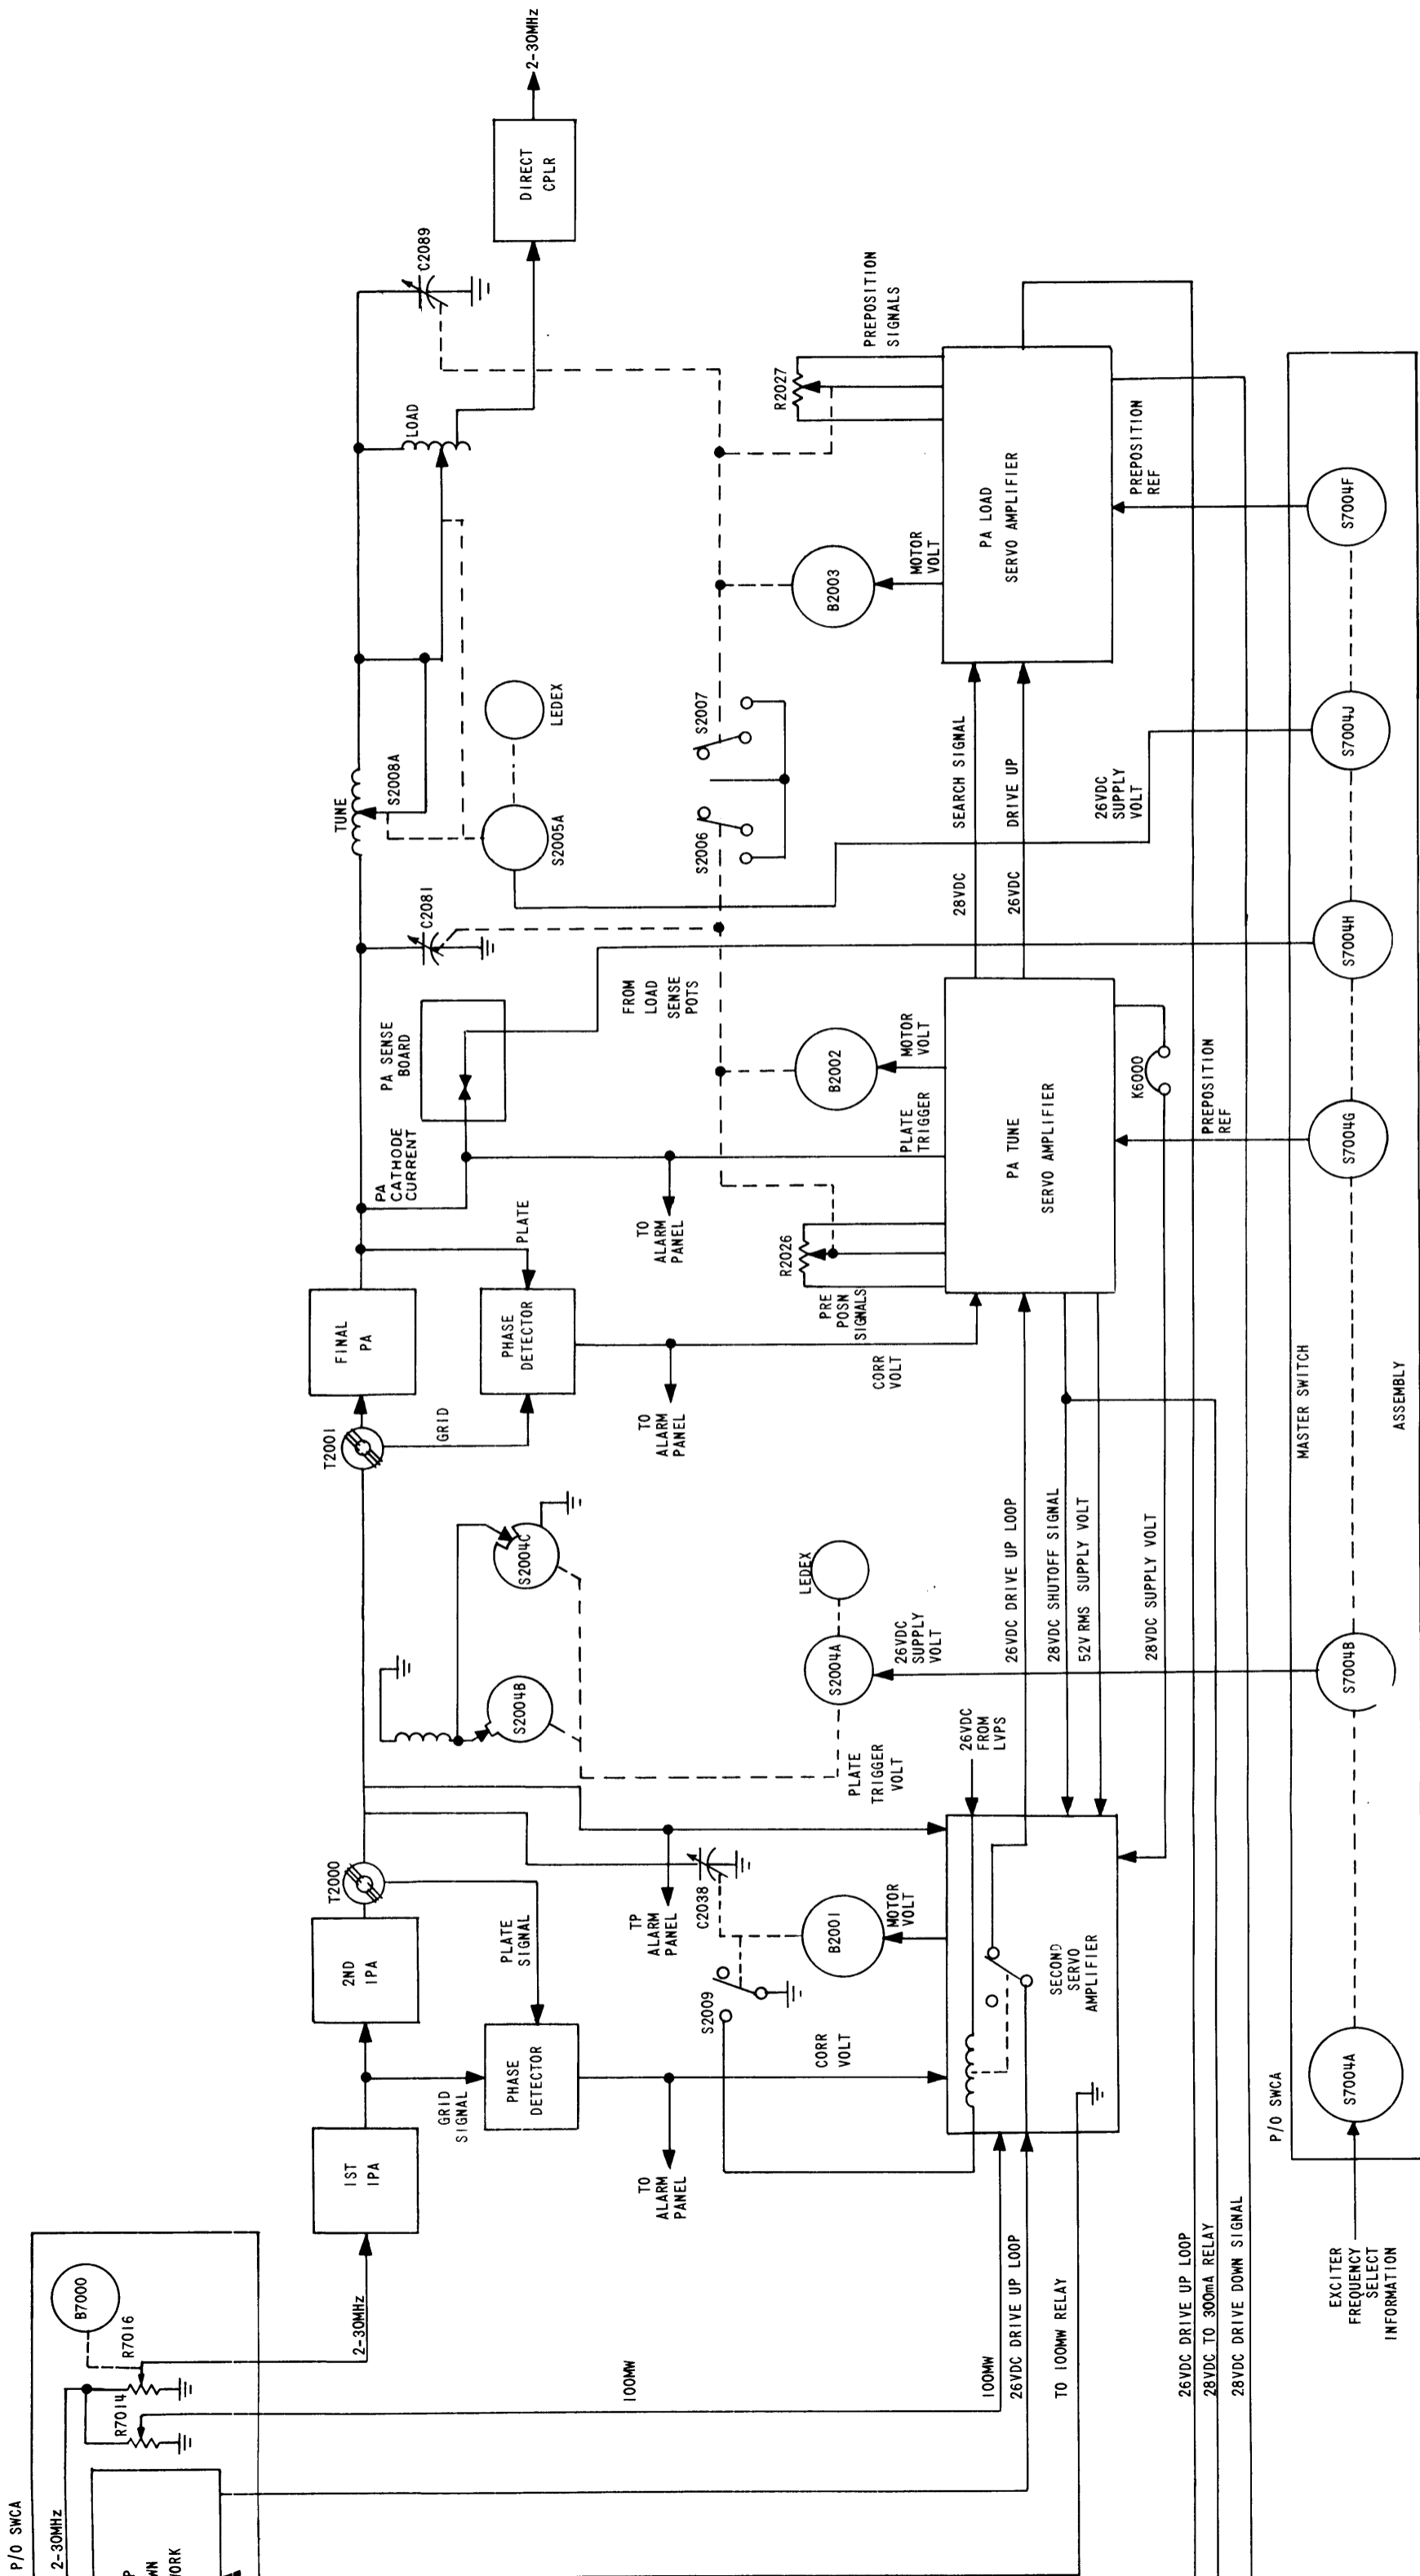 P/O SWCA
2-30MHz
P
WN
WORK
B7000
R7016
R7014
2-30MHz
100MW
1ST
IPA
2ND
IPA
T2000
GRID
SIGNAL
PLATE
SIGNAL
PHASE
DETECTOR
TO
ALARM
PANEL
TP
ALARM
PANEL
C2038
S2009
B2001
MOTOR
VOLT
CORR
VOLT
SECOND
SERVO
AMPLIFIER
100MW
26VDC DRIVE UP LOOP
TO 100MW RELAY
26VDC
FROM
LVPS
PLATE
TRIGGER
VOLT
S2004B
S2004C
S2004A
LEDEX
26VDC
SUPPLY
VOLT
26VDC DRIVE UP LOOP
28VDC SHUTOFF SIGNAL
52V RMS SUPPLY VOLT
28VDC SUPPLY VOLT
T2001
FINAL
PA
GRID
PLATE
PHASE
DETECTOR
TO
ALARM
PANEL
CORR
VOLT
PA
CATHODE
CURRENT
PA SENSE
BOARD
TO
ALARM
PANEL
FROM
LOAD
SENSE
POTS
R2026
PRE
POSN
SIGNALS
PLATE
TRIGGER
B2002
MOTOR
VOLT
PA TUNE
SERVO AMPLIFIER
K6000
PREPOSITION
REF
C2081
TUNE
S2008A
S2005A
LEDEX
S2006
S2007
28VDC
SEARCH SIGNAL
26VDC
DRIVE UP
26VDC
SUPPLY
VOLT
LOAD
C2089
DIRECT
CPLR
2-30MHz
B2003
MOTOR
VOLT
R2027
PREPOSITION
SIGNALS
PA LOAD
SERVO AMPLIFIER
PREPOSITION
REF
26VDC DRIVE UP LOOP
28VDC TO 300mA RELAY
28VDC DRIVE DOWN SIGNAL
P/O SWCA
MASTER SWITCH
ASSEMBLY
EXCITER
FREQUENCY
SELECT
INFORMATION
S7004A
S7004B
S7004G
S7004H
S7004J
S7004F